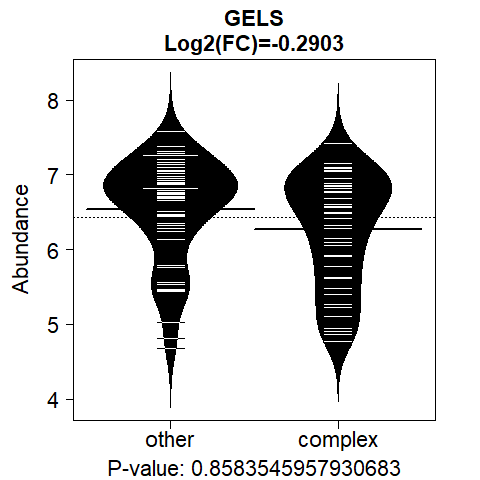 GELS
Log2(FC)=-0.2903
8
7
6
5
4
Abundance
other complex
P-value: 0.8583545957930683